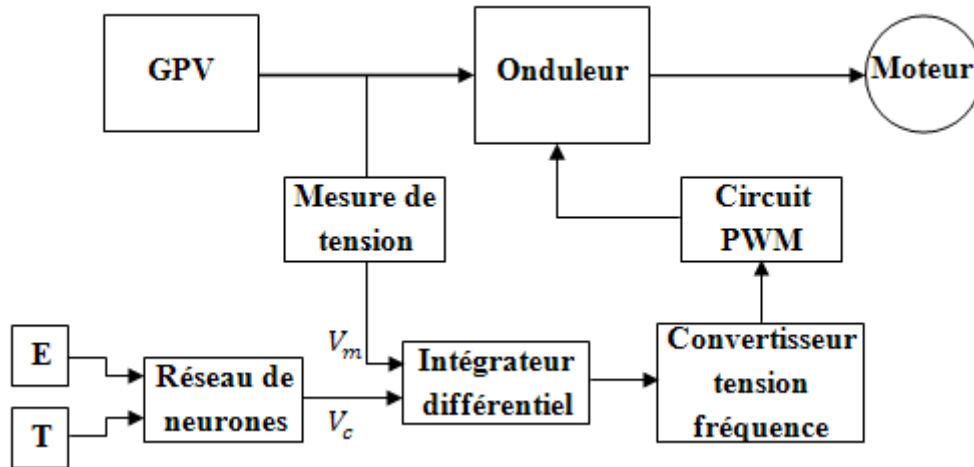 GPV
Onduleur
Moteur
Mesure de
tension
Circuit
PWM
E
T
Réseau de
neurones
V_m
V_c
Intégrateur
différentiel
Convertisseur
tension
fréquence